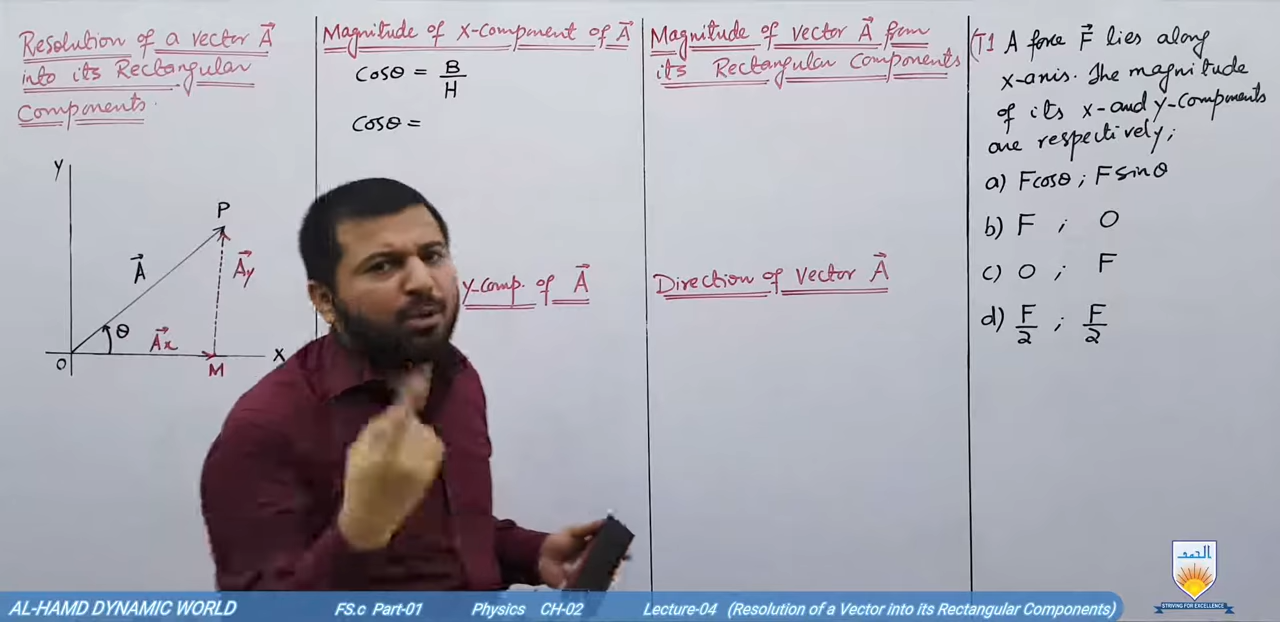 Resolution of a vector A⃗
into its Rectangular
Components.
Y
P
A⃗
A⃗y
θ
A⃗x
O
M
X
Magnitude of X-Component of A⃗
Cosθ = B/H
Cosθ =
y-comp. of A⃗
Magnitude of vector A⃗ from
its Rectangular Components
Direction of vector A⃗
(T1 A force F⃗ lies along
x-axis. The magnitude
of its x-and y-Components
are respectively;
a) Fcosθ ; Fsinθ
b) F ; O
c) O ; F
d) F/2 ; F/2
الحمد
STRIVING FOR EXCELLENCE
AL-HAMD DYNAMIC WORLD FS.c Part-01 Physics CH-02 Lecture-04 (Resolution of a Vector into its Rectangular Components)